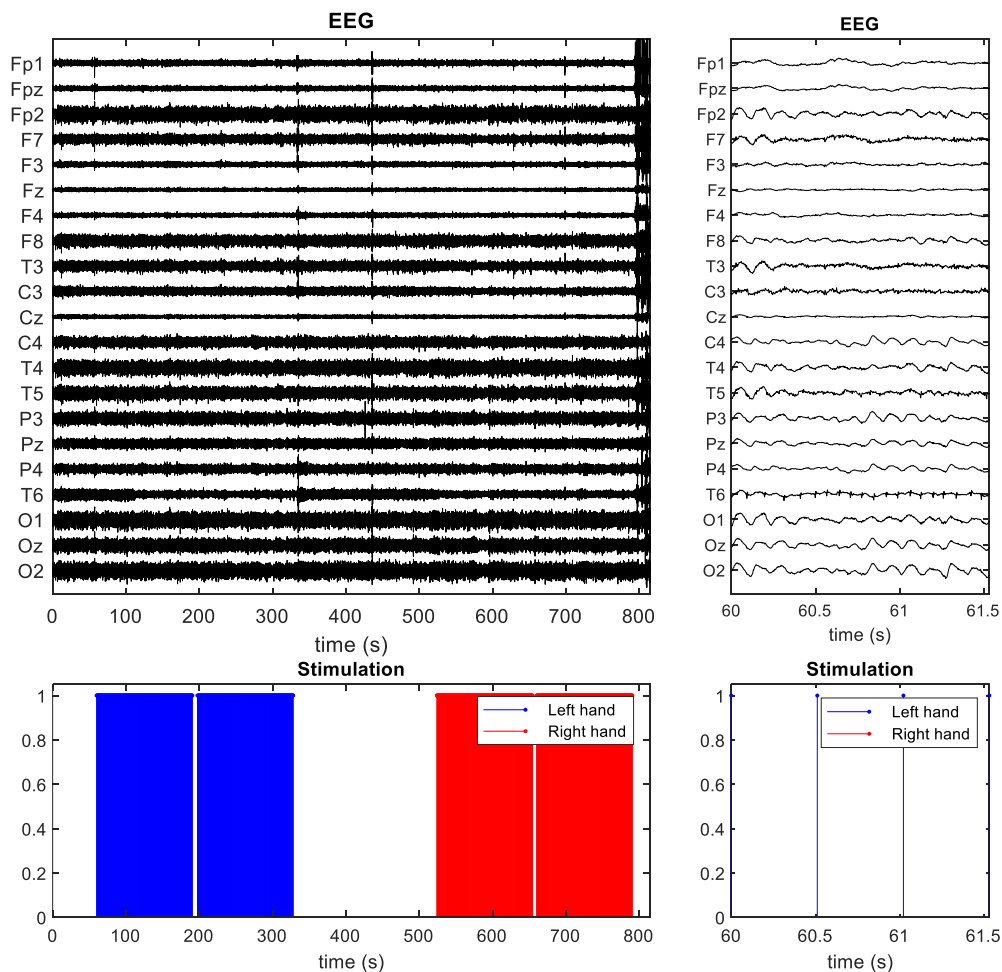 EEG
Fp1
Fpz
Fp2
F7
F3
Fz
F4
F8
T3
C3
Cz
C4
T4
T5
P3
Pz
P4
T6
O1
Oz
O2
0 100 200 300 400 500 600 700 800
time (s)
EEG
Fp1
Fpz
Fp2
F7
F3
Fz
F4
F8
T3
C3
Cz
C4
T4
T5
P3
Pz
P4
T6
O1
Oz
O2
60 60.5 61 61.5
time (s)
Stimulation
1
0.8
0.6
0.4
0.2
0
Left hand
Right hand
0 100 200 300 400 500 600 700 800
time (s)
Stimulation
1
0.8
0.6
0.4
0.2
0
Left hand
Right hand
60 60.5 61 61.5
time (s)